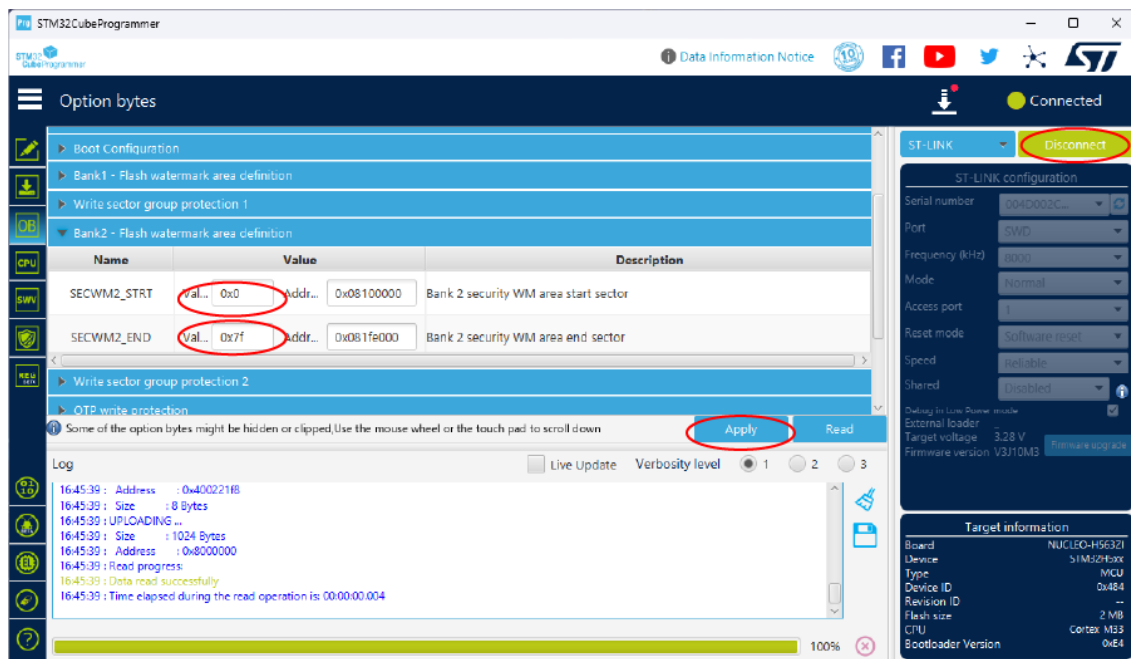 Prg STM32CubeProgrammer
STM32
CubeProgrammer
Data Information Notice
10
Option bytes
Connected
Boot Configuration
Bank1 - Flash watermark area definition
Write sector group protection 1
Bank2 - Flash watermark area definition
Name Value Description
SECWM2_STRT Val... 0x0 Addr... 0x08100000 Bank 2 security WM area start sector
SECWM2_END Val... 0x7f Addr... 0x081fe000 Bank 2 security WM area end sector
Write sector group protection 2
OTP write protection
Some of the option bytes might be hidden or clipped,Use the mouse wheel or the touch pad to scroll down
Apply Read
Log
Live Update Verbosity level 1 2 3
16:45:39 : Address : 0x400221f8
16:45:39 : Size : 8 Bytes
16:45:39 : UPLOADING ...
16:45:39 : Size : 1024 Bytes
16:45:39 : Address : 0x8000000
16:45:39 : Read progress:
16:45:39 : Data read successfully
16:45:39 : Time elapsed during the read operation is: 00:00:00.004
100%
OB
CPU
SWV
ST-LINK Disconnect
ST-LINK configuration
Serial number 004D002C...
Port SWD
Frequency (kHz) 8000
Mode Normal
Access port 1
Reset mode Software reset
Speed Reliable
Shared Disabled
Debug in Low Power mode
External loader _
Target voltage 3.28 V
Firmware version V3J10M3
Firmware upgrade
Target information
Board NUCLEO-H563ZI
Device STM32H5xx
Type MCU
Device ID 0x484
Revision ID --
Flash size 2 MB
CPU Cortex M33
Bootloader Version 0xE4